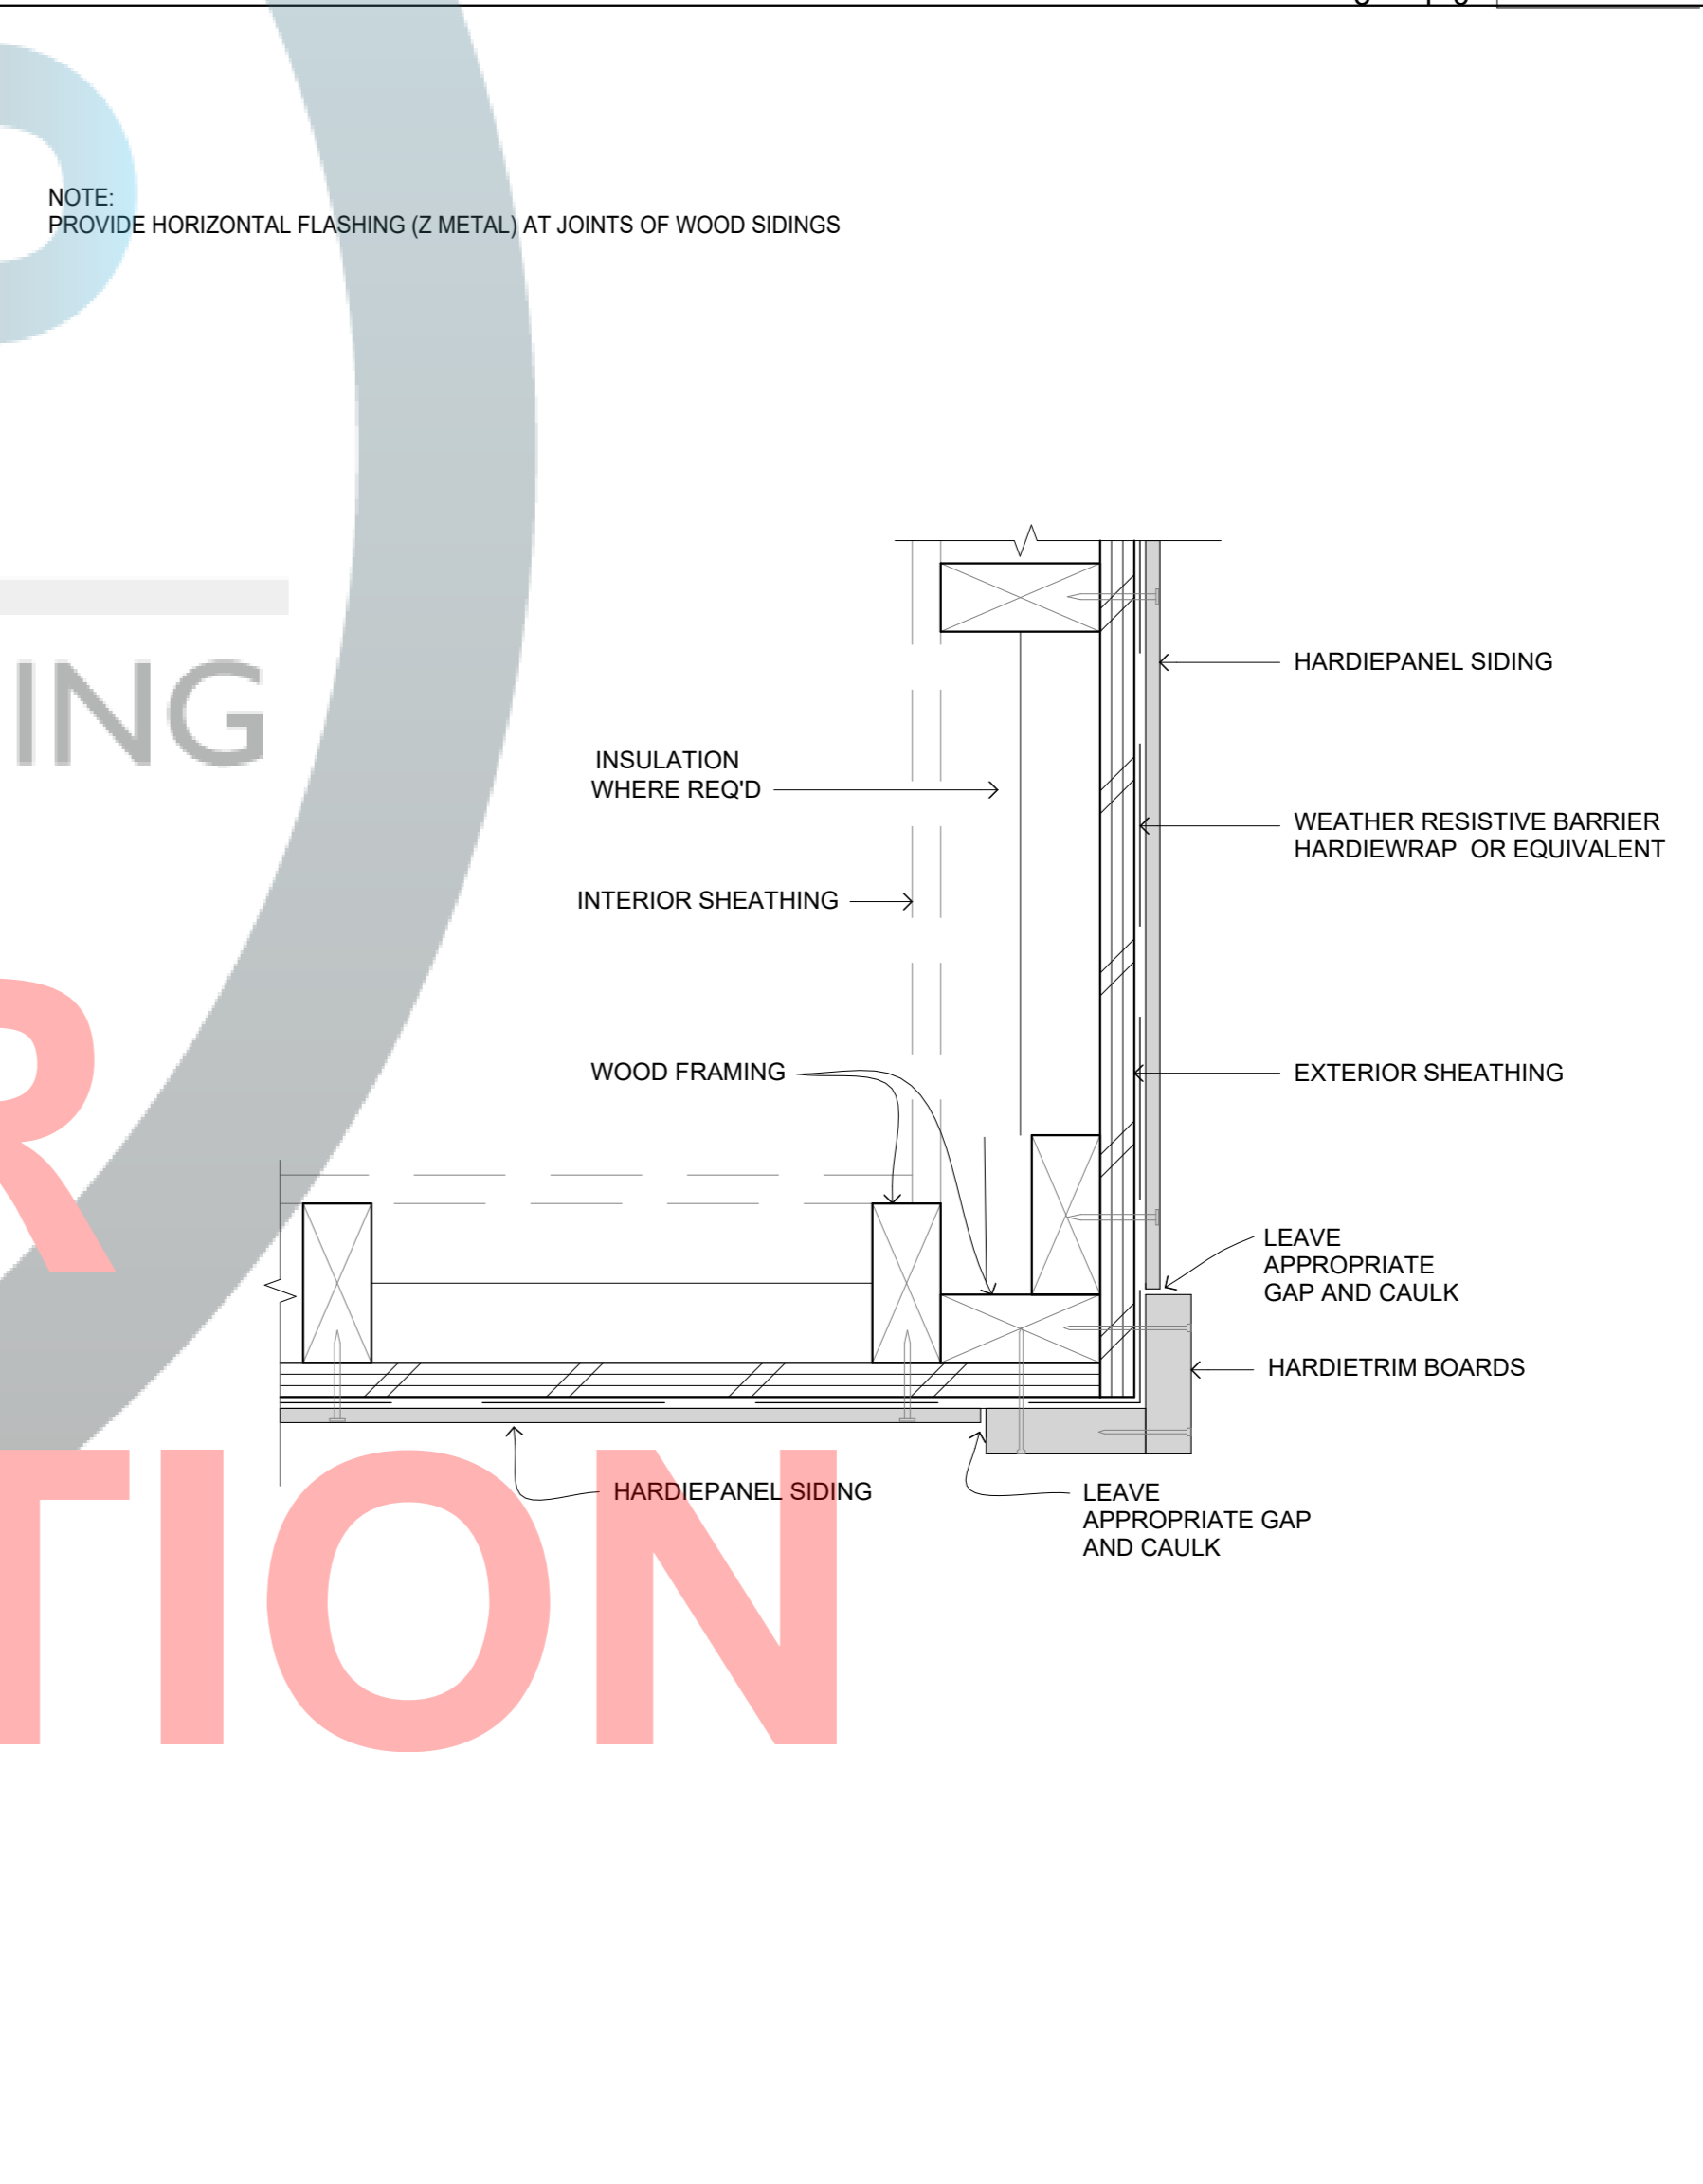 NOTE:
PROVIDE HORIZONTAL FLASHING (Z METAL) AT JOINTS OF WOOD SIDINGS
ING
HARDIEPANEL SIDING
INSULATION
WHERE REQ'D
WEATHER RESISTIVE BARRIER
HARDIEWRAP OR EQUIVALENT
INTERIOR SHEATHING
WOOD FRAMING
EXTERIOR SHEATHING
R
LEAVE
APPROPRIATE
GAP AND CAULK
HARDIETRIM BOARDS
HARDIEPANEL SIDING
LEAVE
APPROPRIATE GAP
AND CAULK
TION